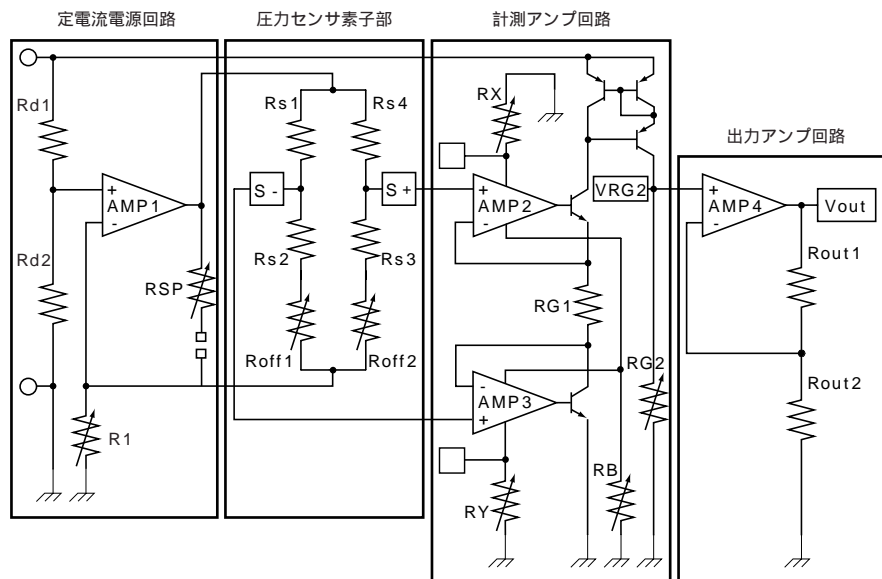 定電流電源回路
圧力センサ素子部
計測アンプ回路
出力アンプ回路
Rd1
Rd2
+
-
AMP1
RSP
R1
Rs1
Rs4
S -
S +
Rs2
Rs3
Roff1
Roff2
RX
+
-
AMP2
VRG2
RG1
-
+
AMP3
RG2
RY
RB
+
-
AMP4
Vout
Rout1
Rout2